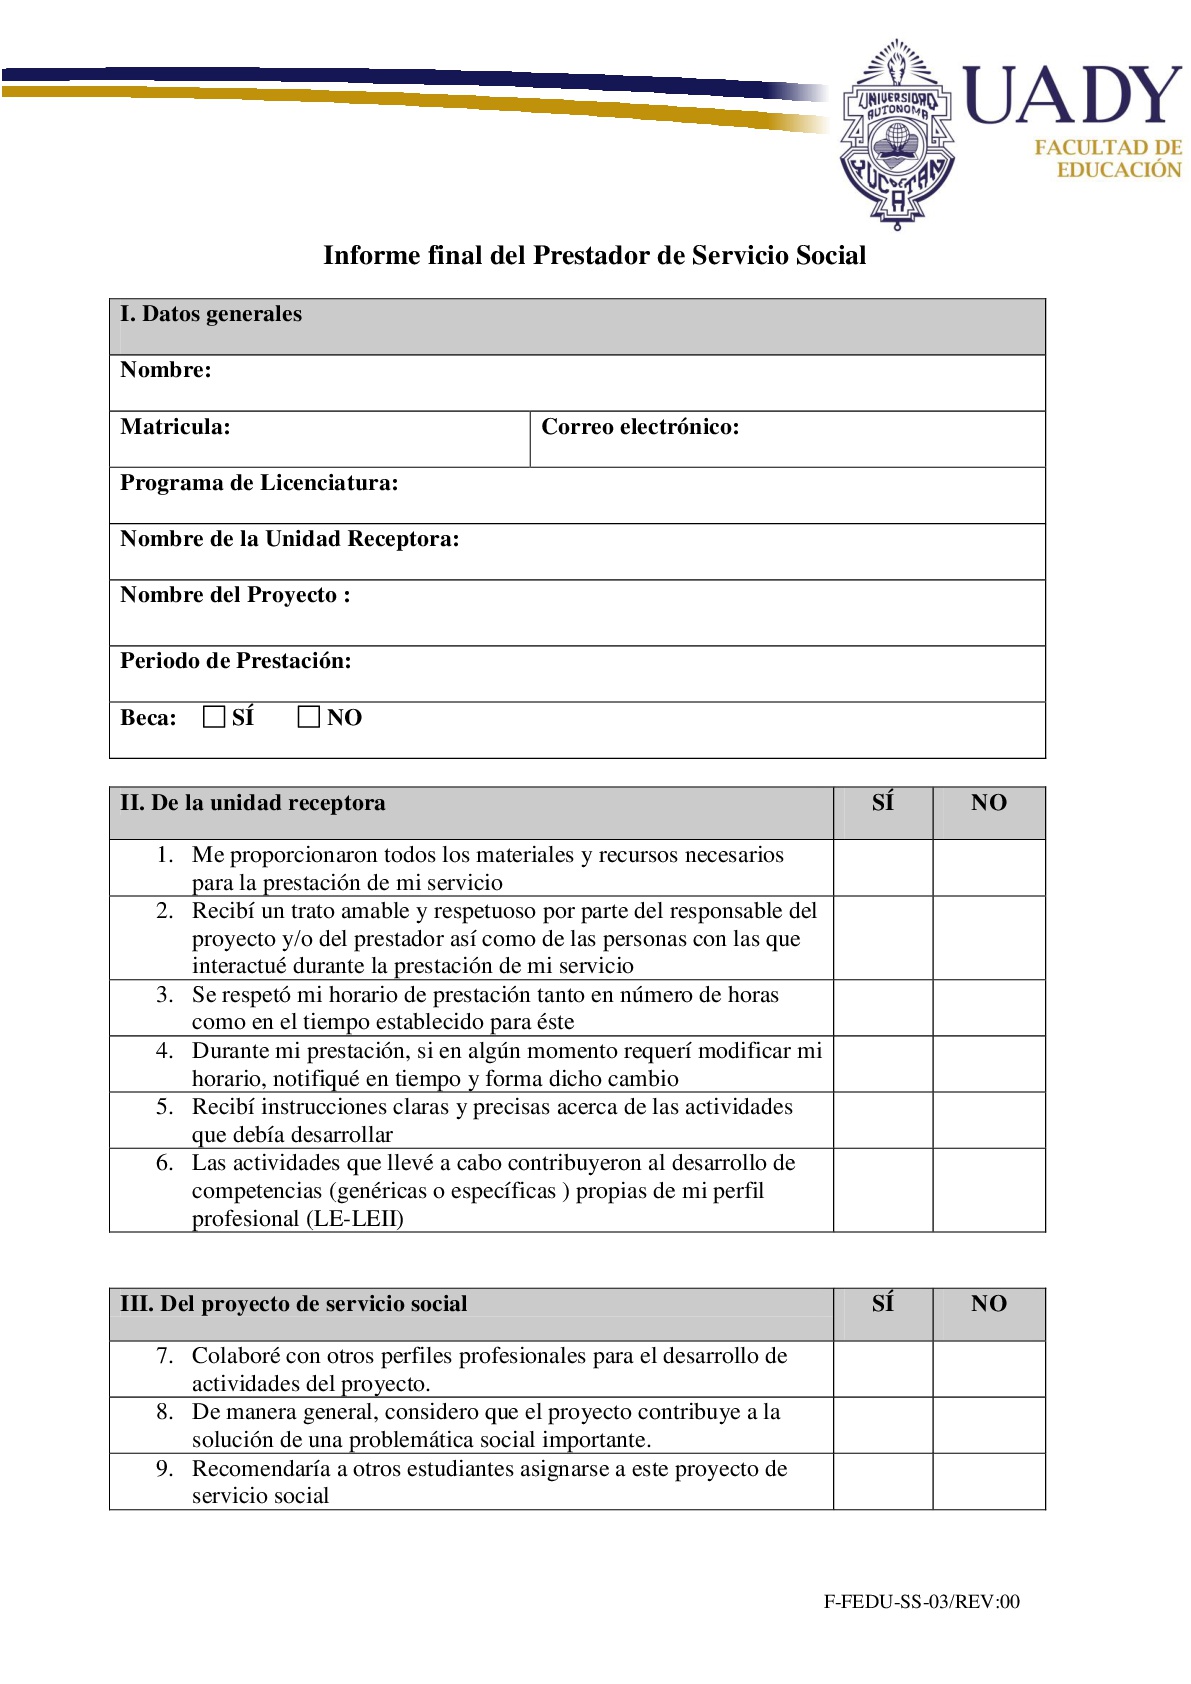 UNIVERSIDAD
AUTONOMA
YUCATAN
DE
UADY
FACULTAD DE
EDUCACIÓN
Informe final del Prestador de Servicio Social
I. Datos generales
Nombre:
Matricula: Correo electrónico:
Programa de Licenciatura:
Nombre de la Unidad Receptora:
Nombre del Proyecto :
Periodo de Prestación:
Beca: SÍ NO
II. De la unidad receptora SÍ NO
1. Me proporcionaron todos los materiales y recursos necesarios
para la prestación de mi servicio
2. Recibí un trato amable y respetuoso por parte del responsable del
proyecto y/o del prestador así como de las personas con las que
interactué durante la prestación de mi servicio
3. Se respetó mi horario de prestación tanto en número de horas
como en el tiempo establecido para éste
4. Durante mi prestación, si en algún momento requerí modificar mi
horario, notifiqué en tiempo y forma dicho cambio
5. Recibí instrucciones claras y precisas acerca de las actividades
que debía desarrollar
6. Las actividades que llevé a cabo contribuyeron al desarrollo de
competencias (genéricas o específicas ) propias de mi perfil
profesional (LE-LEII)
III. Del proyecto de servicio social SÍ NO
7. Colaboré con otros perfiles profesionales para el desarrollo de
actividades del proyecto.
8. De manera general, considero que el proyecto contribuye a la
solución de una problemática social importante.
9. Recomendaría a otros estudiantes asignarse a este proyecto de
servicio social
F-FEDU-SS-03/REV:00